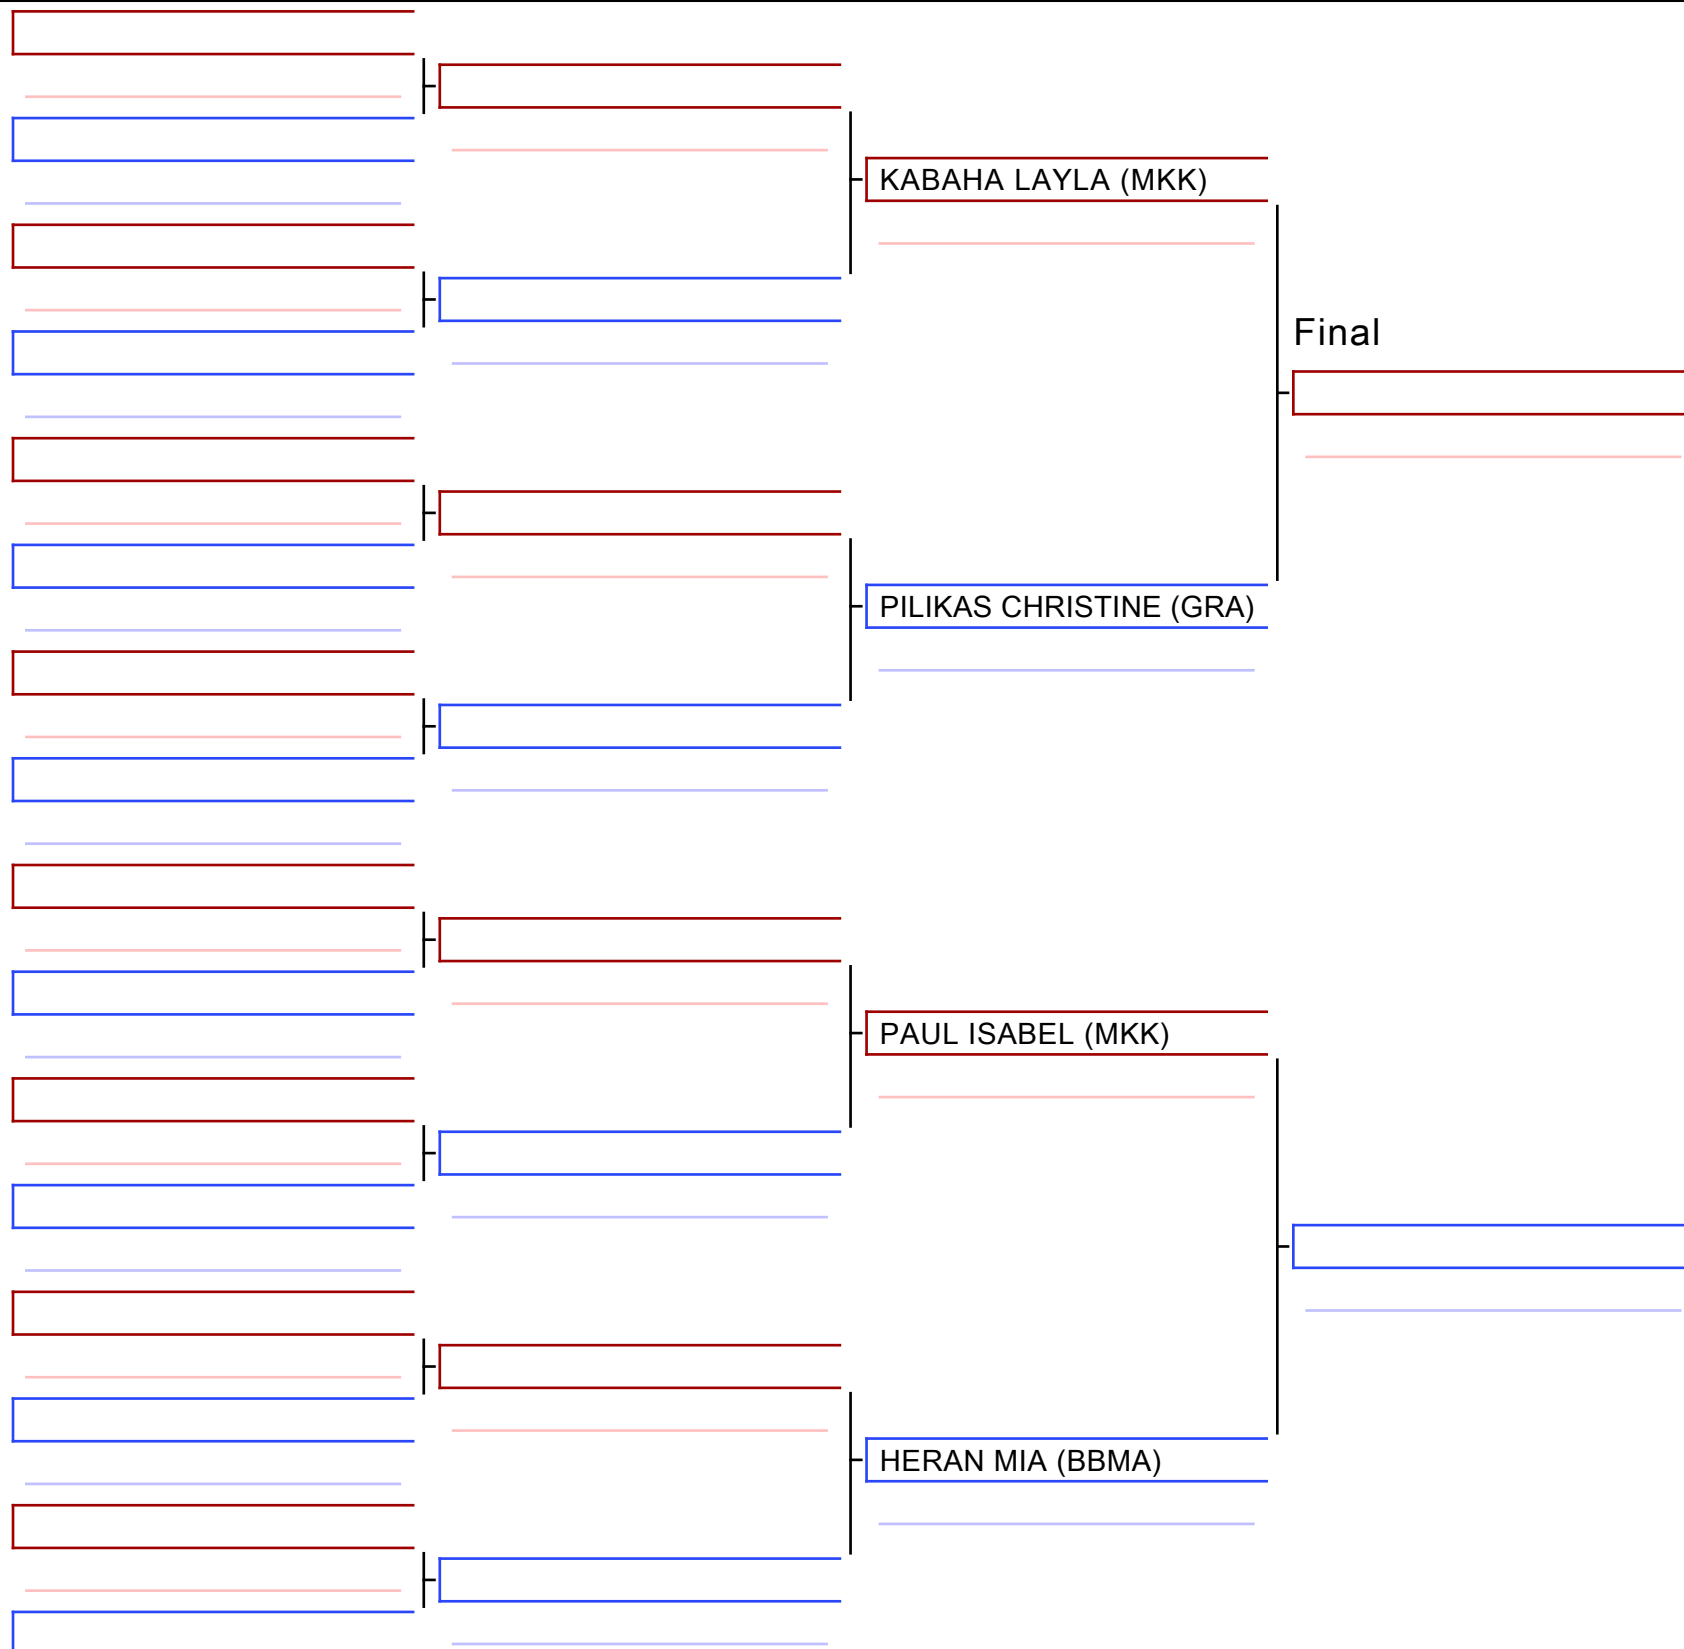 KABAHA LAYLA (MKK)
Final
PILIKAS CHRISTINE (GRA)
PAUL ISABEL (MKK)
HERAN MIA (BBMA)